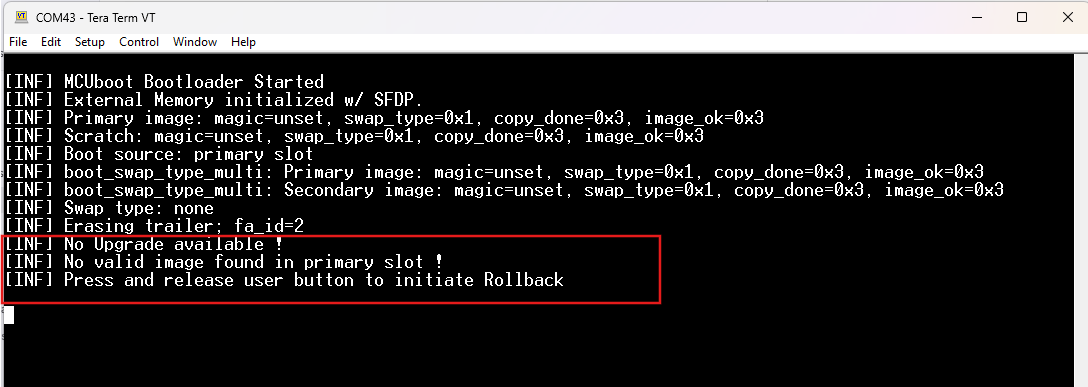 COM43 - Tera Term VT
File Edit Setup Control Window Help
[INF] MCUboot Bootloader Started
[INF] External Memory initialized w/ SFDP.
[INF] Primary image: magic=unset, swap_type=0x1, copy_done=0x3, image_ok=0x3
[INF] Scratch: magic=unset, swap_type=0x1, copy_done=0x3, image_ok=0x3
[INF] Boot source: primary slot
[INF] boot_swap_type_multi: Primary image: magic=unset, swap_type=0x1, copy_done=0x3, image_ok=0x3
[INF] boot_swap_type_multi: Secondary image: magic=unset, swap_type=0x1, copy_done=0x3, image_ok=0x3
[INF] Swap type: none
[INF] Erasing trailer; fa_id=2
[INF] No Upgrade available !
[INF] No valid image found in primary slot !
[INF] Press and release user button to initiate Rollback